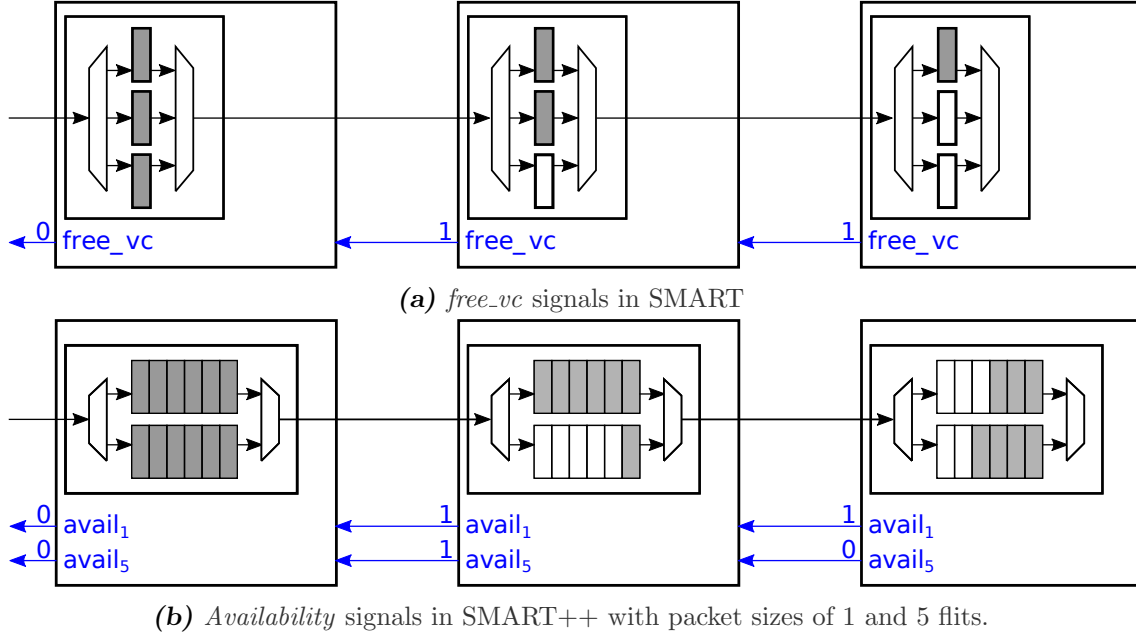 0 free_vc 1 free_vc 1 free_vc
(a) free_vc signals in SMART
0 avail₁ 1 avail₁ 1 avail₁
0 avail₅ 1 avail₅ 0 avail₅
(b) Availability signals in SMART++ with packet sizes of 1 and 5 flits.